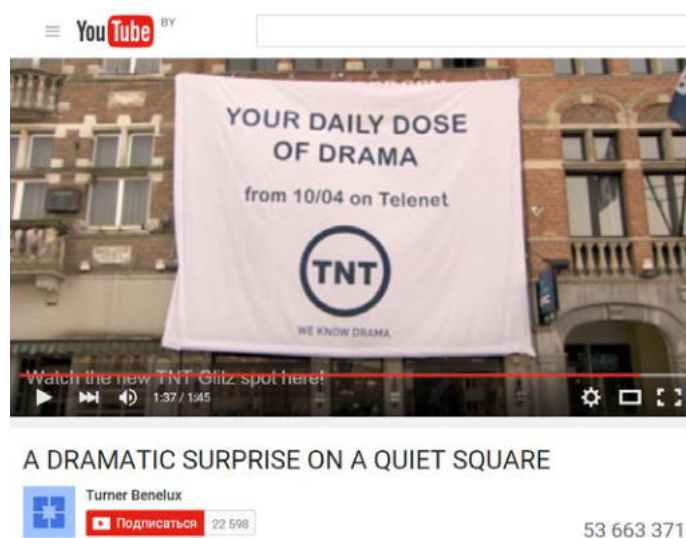 YouTube BY
YOUR DAILY DOSE
OF DRAMA
from 10/04 on Telenet
TNT
WE KNOW DRAMA
Watch the new TNT Glitz spot here!
1:37 / 1:45
A DRAMATIC SURPRISE ON A QUIET SQUARE
Turner Benelux
Подписаться 22 598
53 663 371